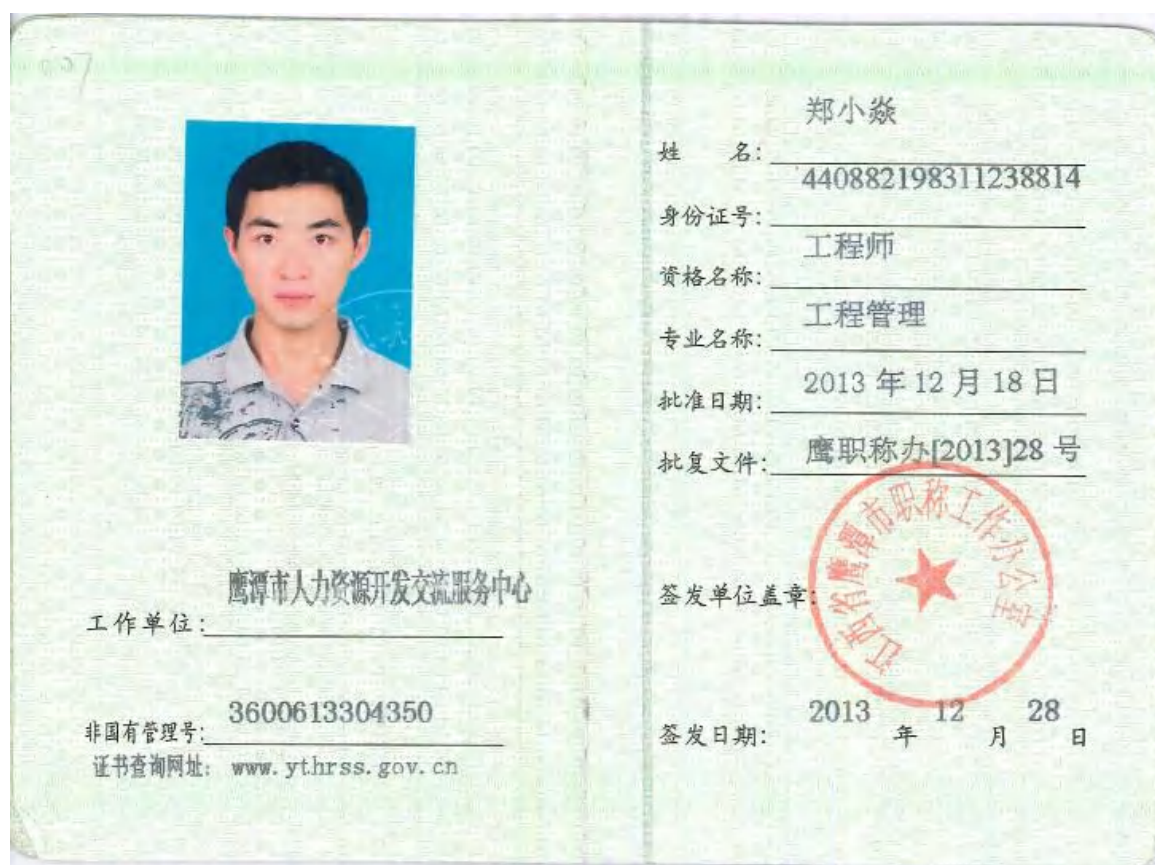 鹰潭市人力资源开发交流服务中心
工作单位:
3600613304350
非国有管理号:
证书查询网址: www.ythrss.gov.cn
郑小焱
姓 名:
440882198311238814
身份证号:
工程师
资格名称:
工程管理
专业名称:
2013 年 12 月 18 日
批准日期:
鹰职称办[2013]28 号
批复文件:
江西省鹰潭市职称工作办公室
签发单位盖章:
2013 12 28
签发日期: 年 月 日